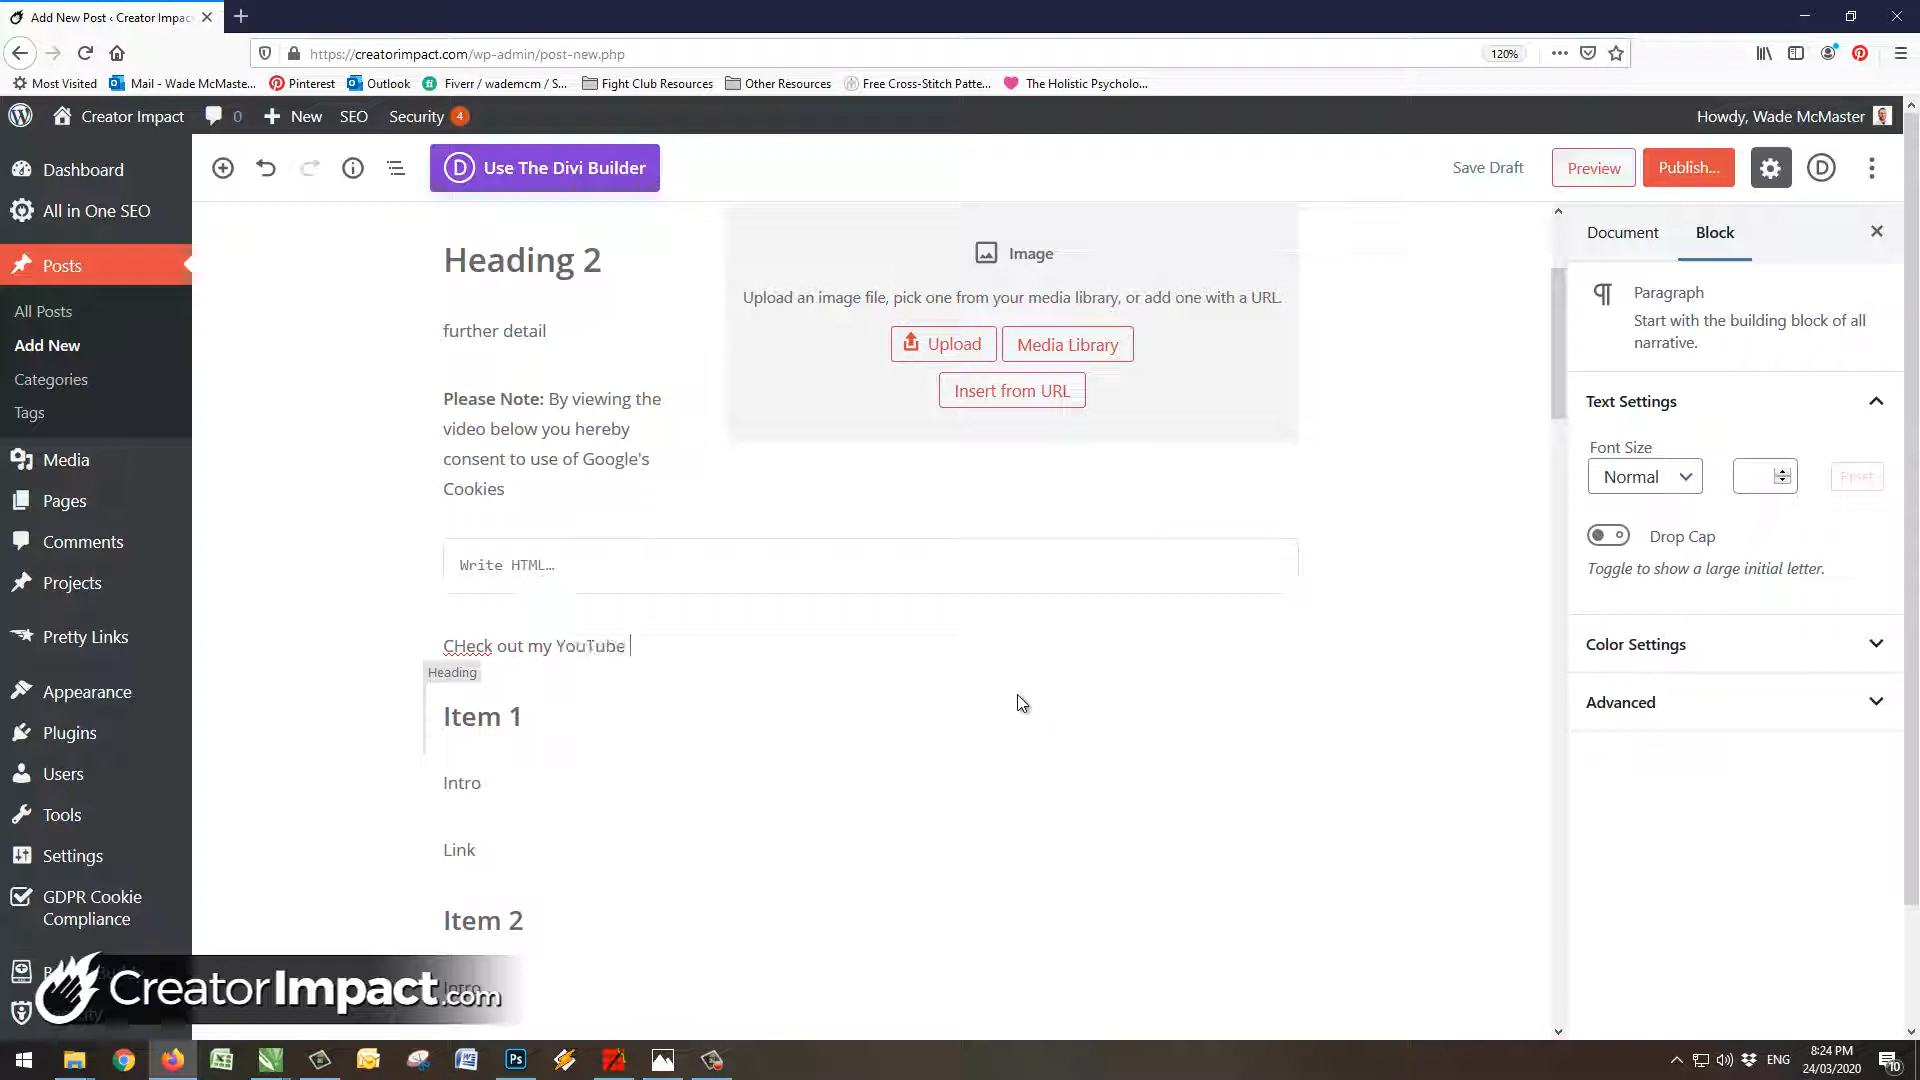 Add New Post ‹ Creator Impac
https://creatorimpact.com/wp-admin/post-new.php
120%
Most Visited
Mail - Wade McMaste...
Pinterest
Outlook
Fiverr / wademcm / S...
Fight Club Resources
Other Resources
Free Cross-Stitch Patte...
The Holistic Psycholo...
Creator Impact
0
New
SEO
Security
4
Howdy, Wade McMaster
Dashboard
All in One SEO
Posts
All Posts
Add New
Categories
Tags
Media
Pages
Comments
Projects
Pretty Links
Appearance
Plugins
Users
Tools
Settings
GDPR Cookie
Compliance
D
Use The Divi Builder
Save Draft
Preview
Publish...
D
Heading 2
further detail
Please Note: By viewing the
video below you hereby
consent to use of Google's
Cookies
Image
Upload an image file, pick one from your media library, or add one with a URL.
Upload
Media Library
Insert from URL
Write HTML…
CHeck out my YouTube
Heading
Item 1
Intro
Link
Item 2
Intro
Document
Block
Paragraph
Start with the building block of all
narrative.
Text Settings
Font Size
Normal
Reset
Drop Cap
Toggle to show a large initial letter.
Color Settings
Advanced
CreatorImpact.com
Ps
ENG
8:24 PM
24/03/2020
10